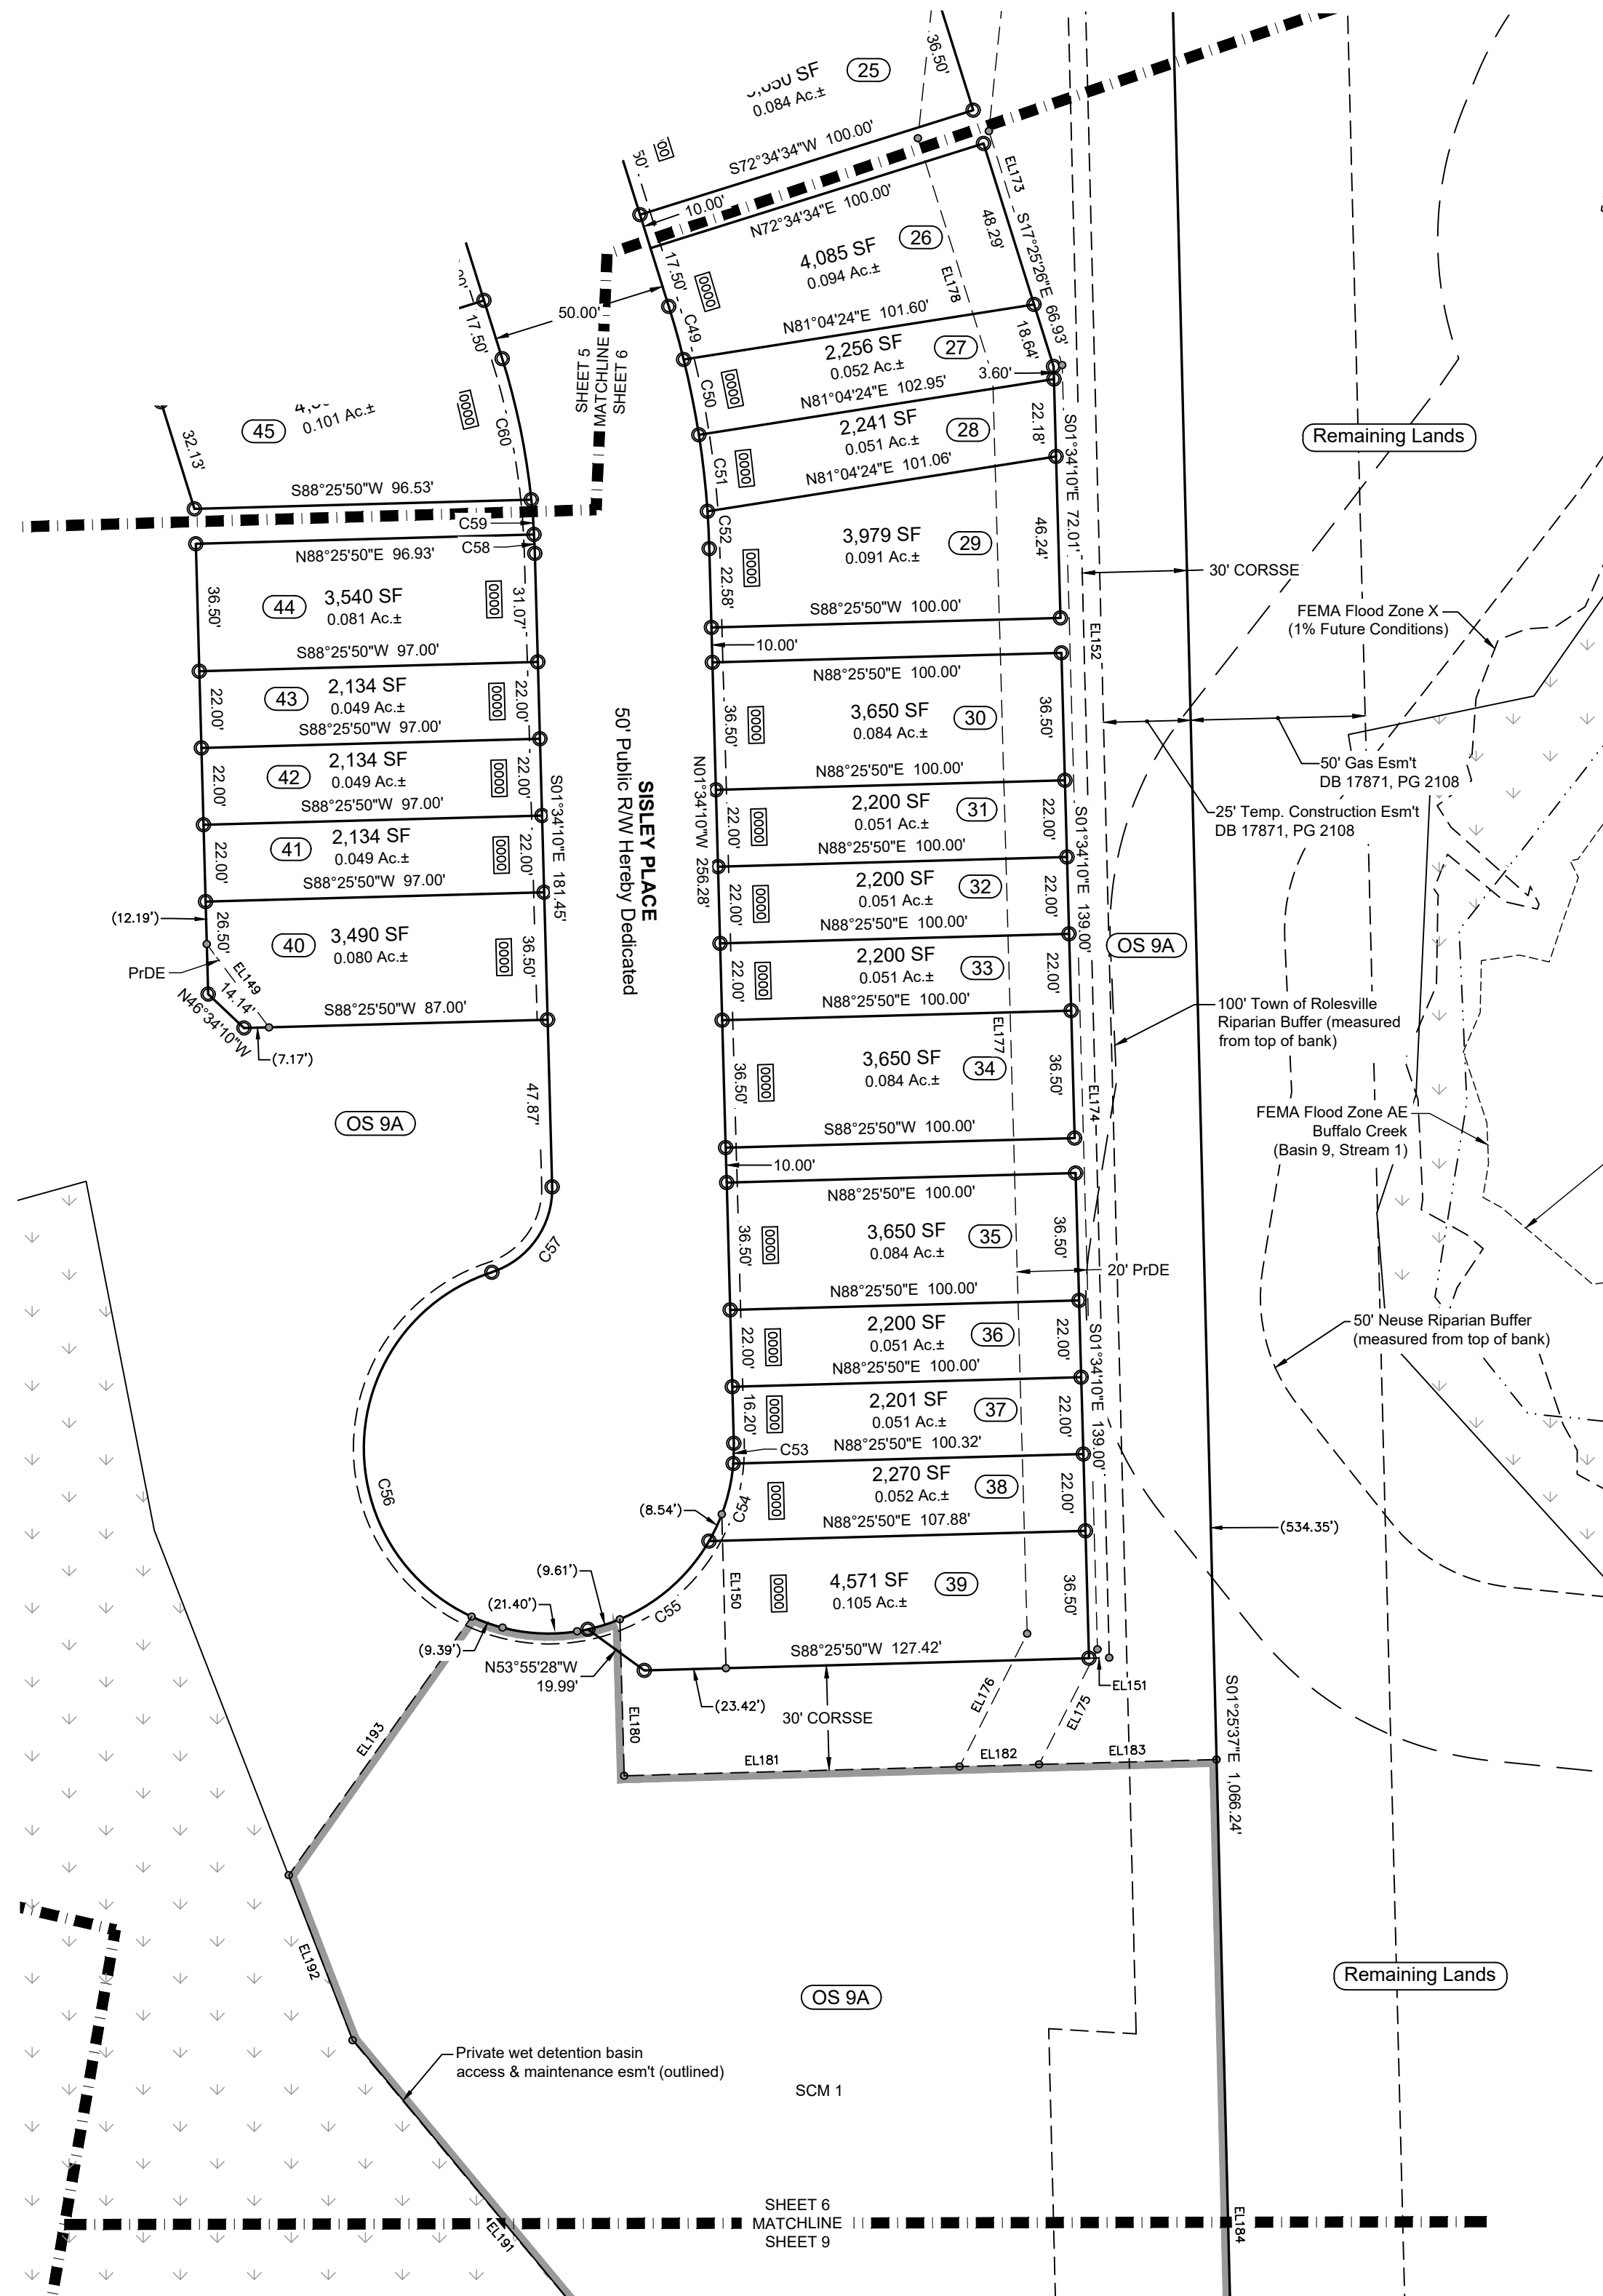 36.50'
25
0.084 Ac.±
S72°34'34"W 100.00'
10.00'
N72°34'34"E 100.00'
EL173
48.29'
S17°25'26"E 66.93'
26
4,085 SF
0.094 Ac.±
EL178
17.50'
0000
50.00'
17.50'
C49
N81°04'24"E 101.60'
18.64'
2,256 SF
27
0.052 Ac.±
3.60'
C50
0000
N81°04'24"E 102.95'
SHEET 5
MATCHLINE
SHEET 6
0000
C60
45
0.101 Ac.±
32.13'
2,241 SF
28
0.051 Ac.±
22.18'
S01°34'10"E 72.01'
C51
0000
N81°04'24"E 101.06'
Remaining Lands
S88°25'50"W 96.53'
C59
C58
N88°25'50"E 96.93'
C52
3,979 SF
29
0.091 Ac.±
46.24'
0000
22.58'
30' CORSSE
S88°25'50"W 100.00'
36.50'
44
3,540 SF
0.081 Ac.±
0000
31.07'
FEMA Flood Zone X
(1% Future Conditions)
EL152
10.00'
S88°25'50"W 97.00'
N88°25'50"E 100.00'
22.00'
43
2,134 SF
0.049 Ac.±
0000
22.00'
S88°25'50"W 97.00'
36.50'
0000
3,650 SF
30
0.084 Ac.±
36.50'
22.00'
42
2,134 SF
0.049 Ac.±
0000
22.00'
S88°25'50"W 97.00'
50' Gas Esm't
DB 17871, PG 2108
25' Temp. Construction Esm't
DB 17871, PG 2108
N88°25'50"E 100.00'
22.00'
0000
2,200 SF
31
0.051 Ac.±
22.00'
N88°25'50"E 100.00'
S01°34'10"E 181.45'
SISLEY PLACE
50' Public R/W Hereby Dedicated
N01°34'10"W 256.28'
S01°34'10"E 139.00'
22.00'
41
2,134 SF
0.049 Ac.±
0000
22.00'
S88°25'50"W 97.00'
22.00'
0000
2,200 SF
32
0.051 Ac.±
22.00'
N88°25'50"E 100.00'
(12.19')
26.50'
40
3,490 SF
0.080 Ac.±
0000
36.50'
OS 9A
PrDE
EL149
14.14'
N46°34'10"W
S88°25'50"W 87.00'
(7.17')
22.00'
0000
2,200 SF
33
0.051 Ac.±
22.00'
N88°25'50"E 100.00'
100' Town of Rolesville
Riparian Buffer (measured
from top of bank)
EL177
36.50'
0000
3,650 SF
34
0.084 Ac.±
36.50'
EL174
47.87'
OS 9A
S88°25'50"W 100.00'
FEMA Flood Zone AE
Buffalo Creek
(Basin 9, Stream 1)
10.00'
N88°25'50"E 100.00'
36.50'
0000
3,650 SF
35
0.084 Ac.±
36.50'
C57
20' PrDE
N88°25'50"E 100.00'
22.00'
0000
2,200 SF
36
0.051 Ac.±
22.00'
S01°34'10"E 139.00'
50' Neuse Riparian Buffer
(measured from top of bank)
N88°25'50"E 100.00'
16.20'
0000
2,201 SF
37
0.051 Ac.±
22.00'
C53
N88°25'50"E 100.32'
C56
(8.54')
C54
0000
2,270 SF
38
0.052 Ac.±
22.00'
N88°25'50"E 107.88'
(534.35')
(9.61')
(21.40')
EL150
0000
4,571 SF
39
0.105 Ac.±
36.50'
C55
(9.39')
N53°55'28"W
19.99'
S88°25'50"W 127.42'
EL151
(23.42')
30' CORSSE
EL176
EL175
EL180
EL193
EL181
EL182
EL183
S01°25'37"E 1,066.24'
EL192
OS 9A
Remaining Lands
Private wet detention basin
access & maintenance esm't (outlined)
SCM 1
SHEET 6
MATCHLINE
SHEET 9
EL191
EL184